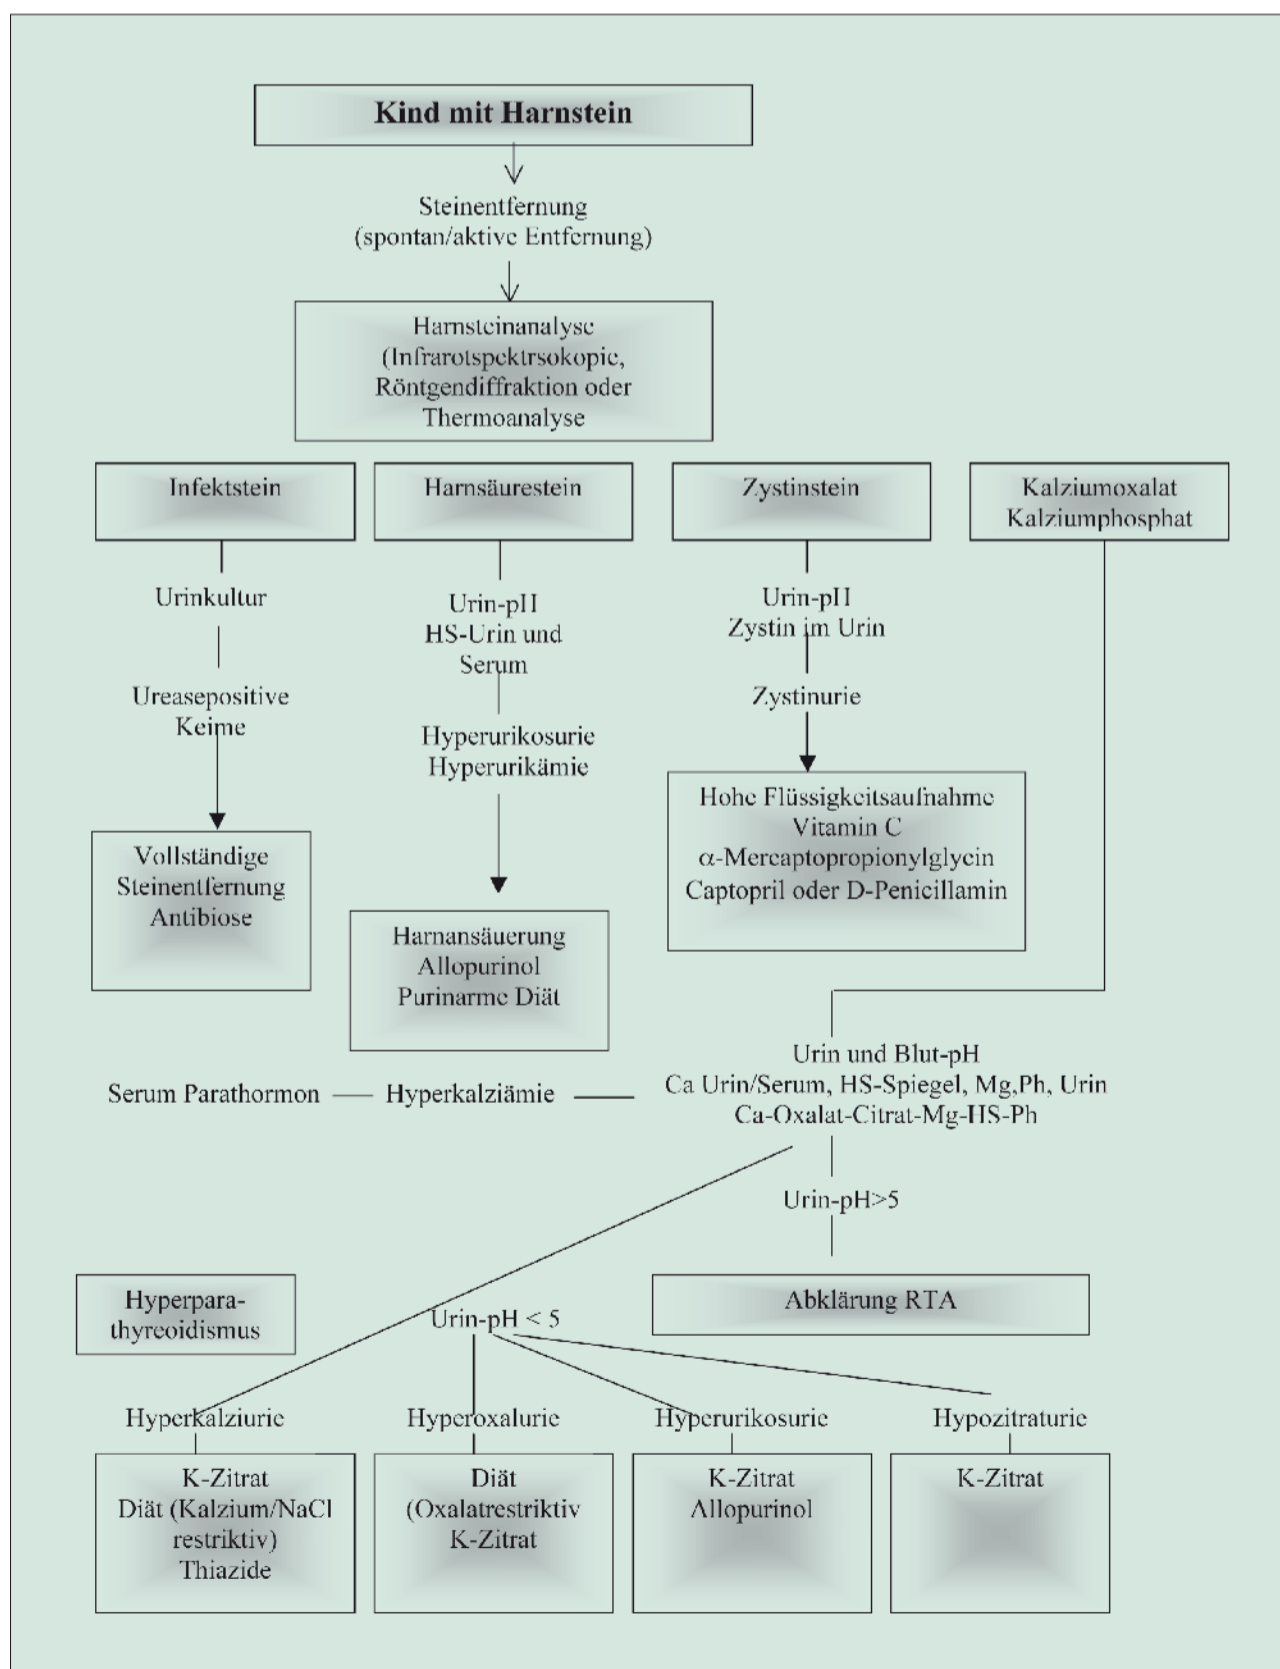 Kind mit Harnstein
Steinentfernung
(spontan/aktive Entfernung)
Harnsteinanalyse
(Infrarotspektrsokopie,
Röntgendiffraktion oder
Thermoanalyse
Infektstein
Harnsäurestein
Zystinstein
Kalziumoxalat
Kalziumphosphat
Urinkultur
Ureasepositive
Keime
Vollständige
Steinentfernung
Antibiose
Urin-pH
HS-Urin und
Serum
Hyperurikosurie
Hyperurikämie
Harnansäuerung
Allopurinol
Purinarme Diät
Urin-pH
Zystin im Urin
Zystinurie
Hohe Flüssigkeitsaufnahme
Vitamin C
α-Mercaptopropionylglycin
Captopril oder D-Penicillamin
Urin und Blut-pH
Ca Urin/Serum, HS-Spiegel, Mg,Ph, Urin
Ca-Oxalat-Citrat-Mg-HS-Ph
Serum Parathormon
Hyperkalziämie
Urin-pH>5
Abklärung RTA
Hyperpara-
thyreoidismus
Urin-pH < 5
Hyperkalziurie
Hyperoxalurie
Hyperurikosurie
Hypozitraturie
K-Zitrat
Diät (Kalzium/NaCl
restriktiv)
Thiazide
Diät
(Oxalatrestriktiv
K-Zitrat
K-Zitrat
Allopurinol
K-Zitrat